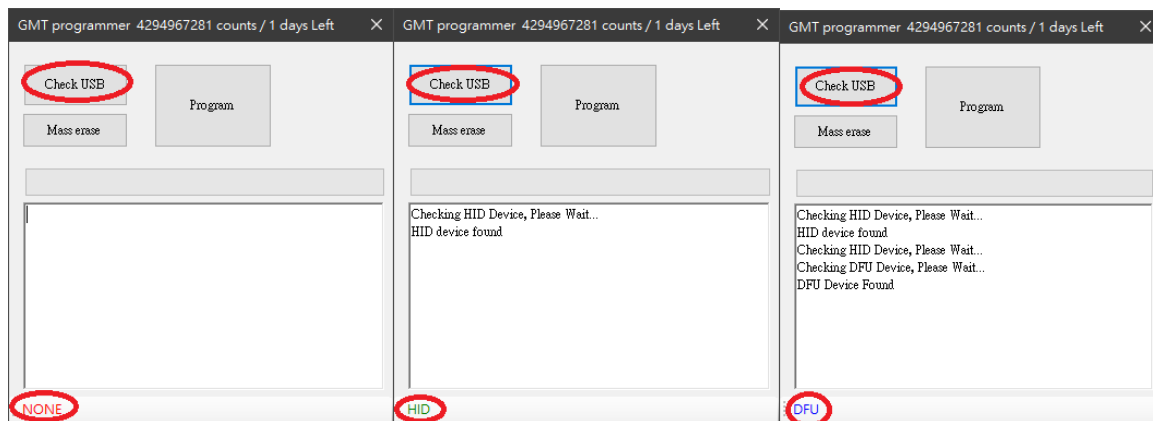 GMT programmer 4294967281 counts / 1 days Left
Check USB
Program
Mass erase
NONE
GMT programmer 4294967281 counts / 1 days Left
Check USB
Program
Mass erase
Checking HID Device, Please Wait...
HID device found
HID
GMT programmer 4294967281 counts / 1 days Left
Check USB
Program
Mass erase
Checking HID Device, Please Wait...
HID device found
Checking HID Device, Please Wait...
Checking DFU Device, Please Wait...
DFU Device Found
DFU